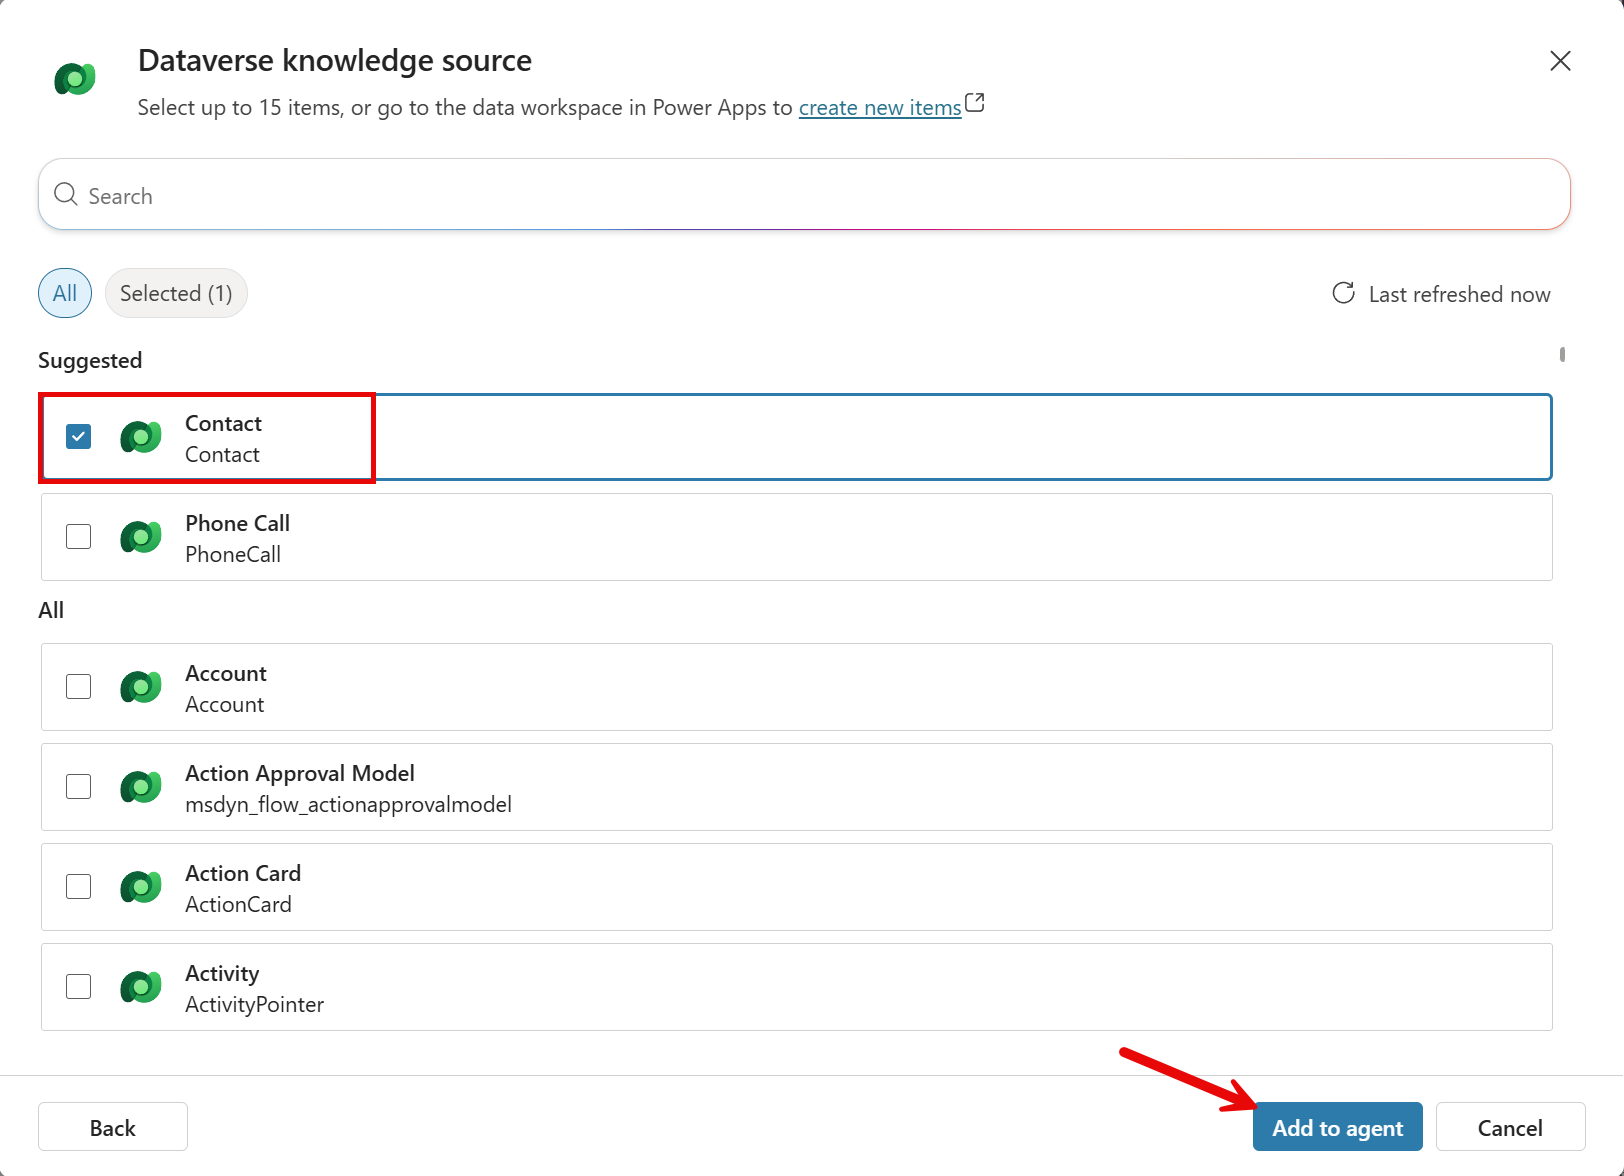 Dataverse knowledge source
Select up to 15 items, or go to the data workspace in Power Apps to create new items
Search
All
Selected (1)
Last refreshed now
Suggested
Contact
Contact
Phone Call
PhoneCall
All
Account
Account
Action Approval Model
msdyn_flow_actionapprovalmodel
Action Card
ActionCard
Activity
ActivityPointer
Back
Add to agent
Cancel